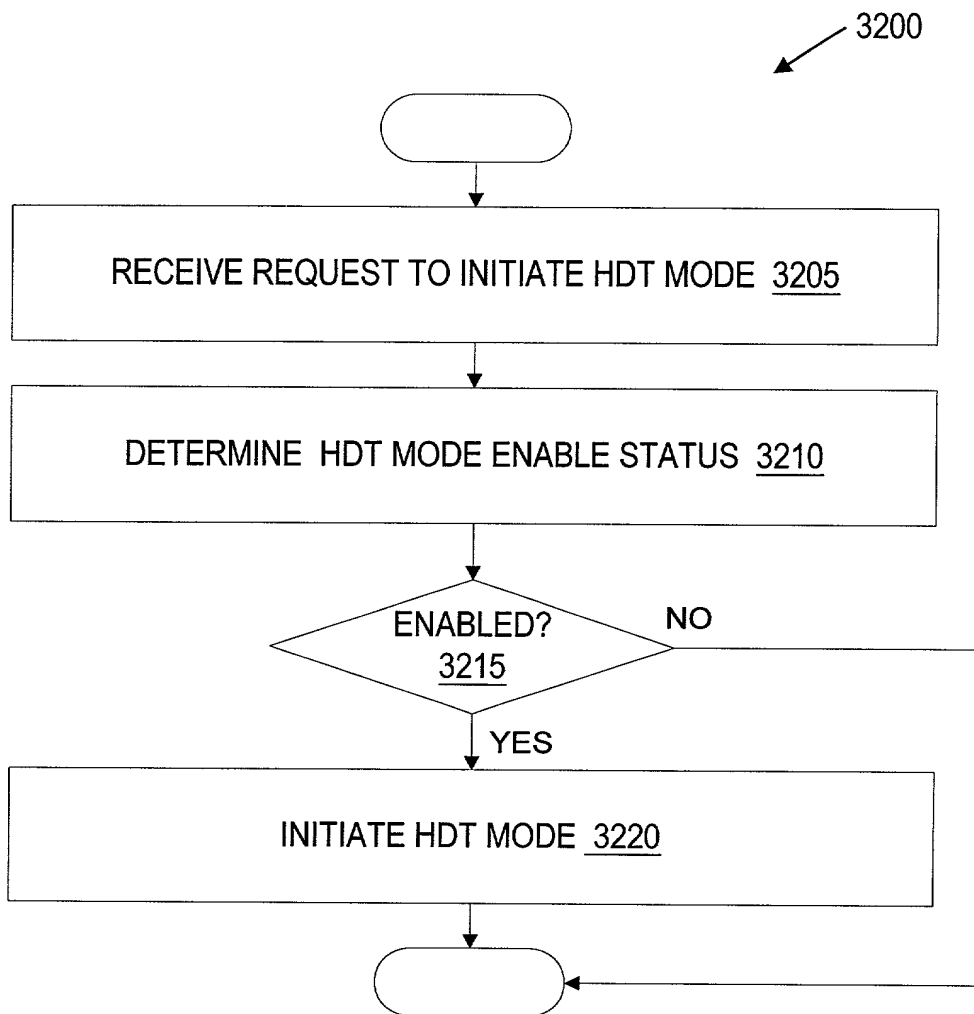 3200
RECEIVE REQUEST TO INITIATE HDT MODE 3205
DETERMINE HDT MODE ENABLE STATUS 3210
ENABLED?
3215
NO
YES
INITIATE HDT MODE 3220